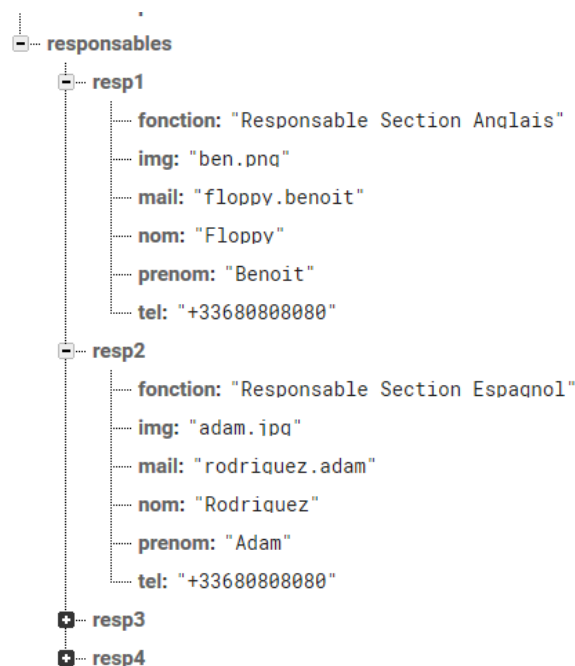 responsables
resp1
fonction: "Responsable Section Anglais"
img: "ben.png"
mail: "floppy.benoit"
nom: "Floppy"
prenom: "Benoit"
tel: "+33680808080"
resp2
fonction: "Responsable Section Espagnol"
img: "adam.jpg"
mail: "rodriguez.adam"
nom: "Rodriguez"
prenom: "Adam"
tel: "+33680808080"
resp3
resp4